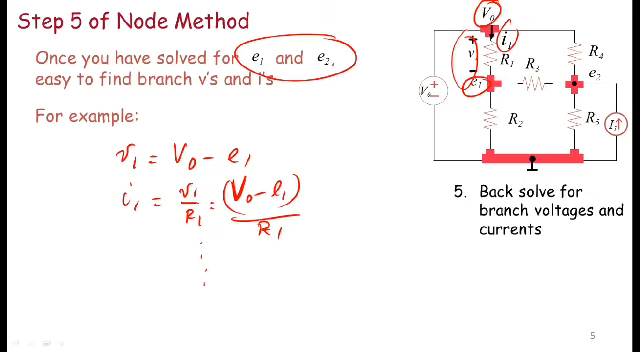 Step 5 of Node Method
Once you have solved for e₁ and e₂,
easy to find branch v's and i's
For example:
v₁ = V₀ - e₁
i₁ = v₁/R₁ = (V₀ - e₁)/R₁
V₀
i₁
+
v
-
R₁
R₄
e₁
R₃
e₂
V₀
+
-
R₂
R₅
I₁
5. Back solve for
branch voltages and
currents
5